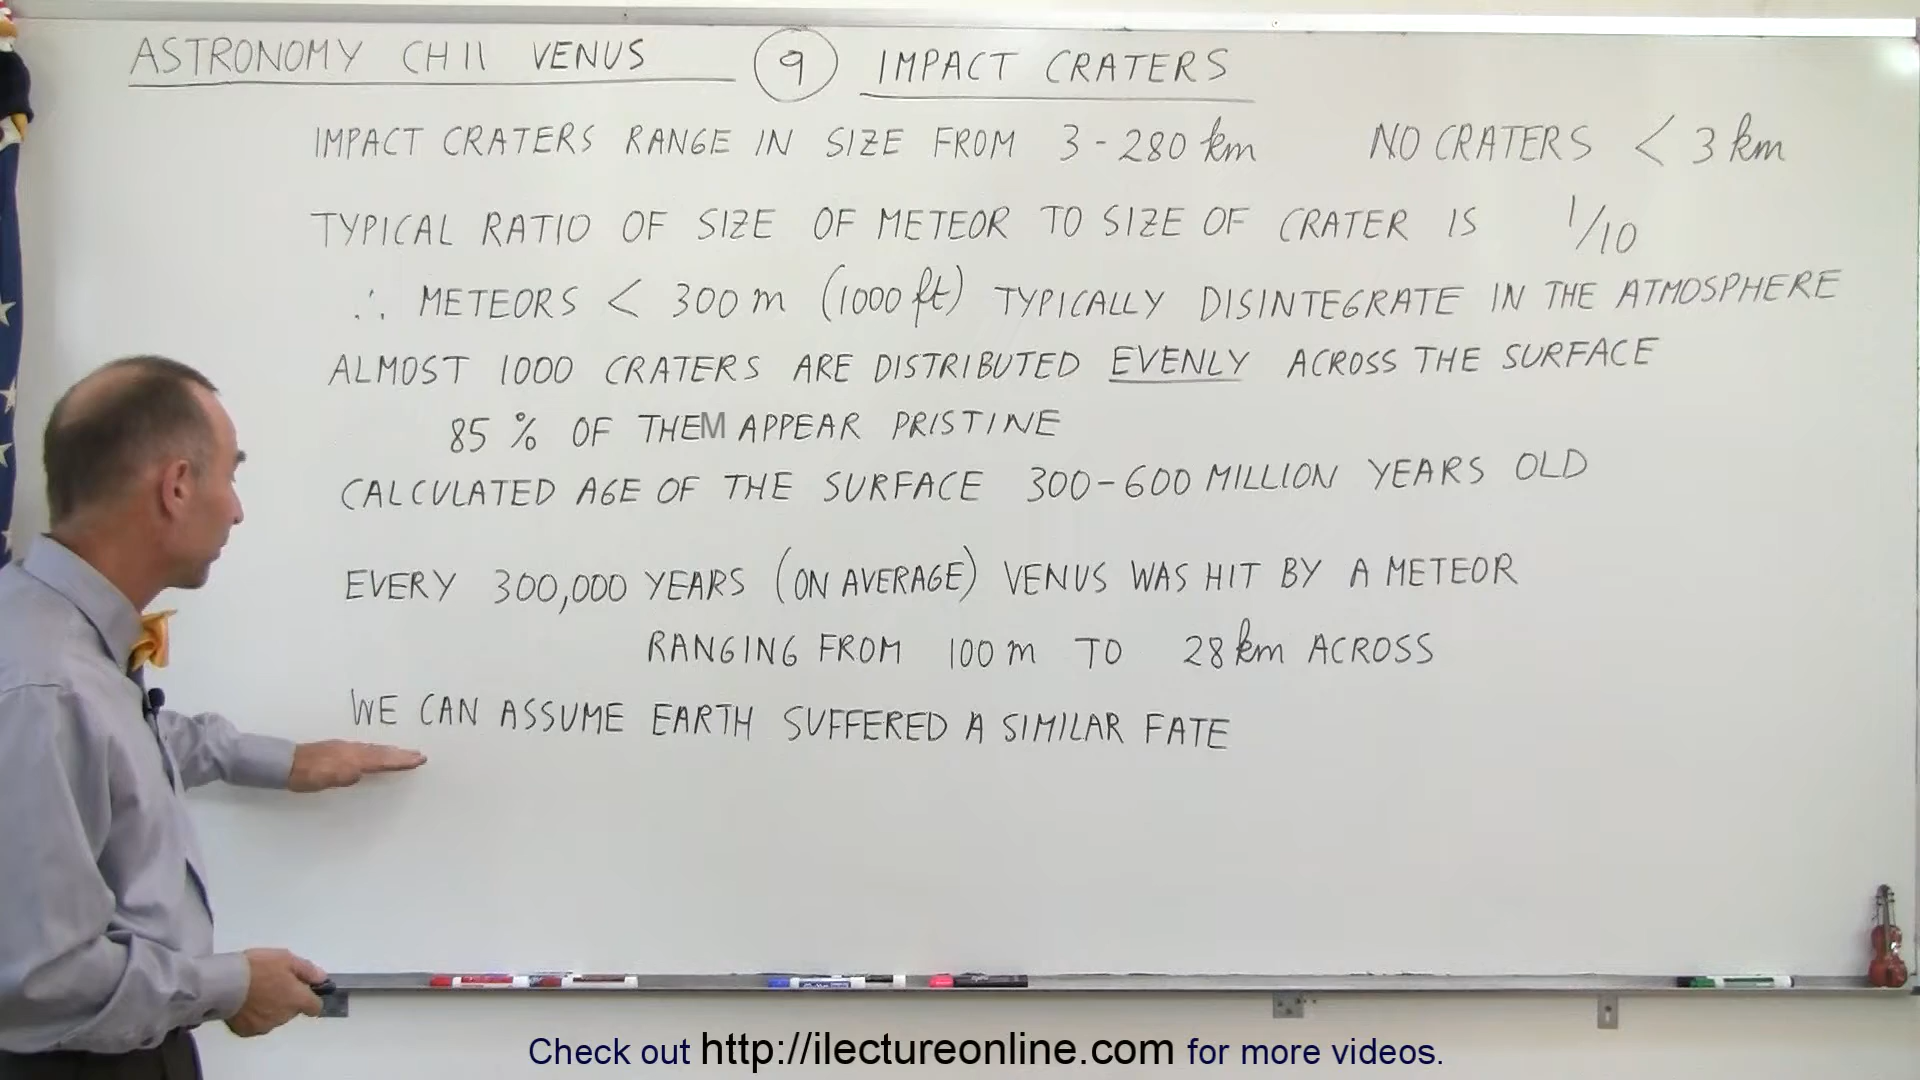 ASTRONOMY CH11 VENUS 9 IMPACT CRATERS
IMPACT CRATERS RANGE IN SIZE FROM 3-280 km NO CRATERS < 3 km
TYPICAL RATIO OF SIZE OF METEOR TO SIZE OF CRATER IS 1/10
∴ METEORS < 300 m (1000 ft) TYPICALLY DISINTEGRATE IN THE ATMOSPHERE
ALMOST 1000 CRATERS ARE DISTRIBUTED EVENLY ACROSS THE SURFACE
85 % OF THEM APPEAR PRISTINE
CALCULATED AGE OF THE SURFACE 300-600 MILLION YEARS OLD
EVERY 300,000 YEARS (ON AVERAGE) VENUS WAS HIT BY A METEOR
RANGING FROM 100 m TO 28 km ACROSS
WE CAN ASSUME EARTH SUFFERED A SIMILAR FATE
Check out http://ilectureonline.com for more videos.